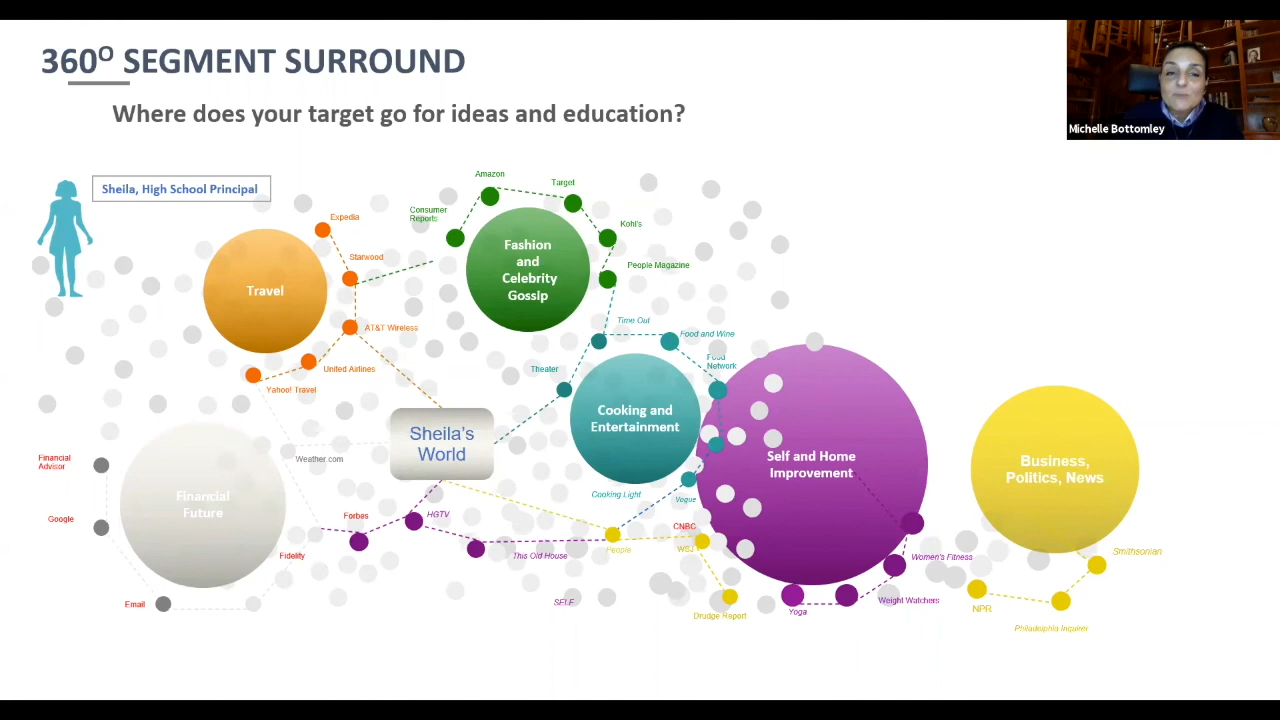 360⁰ SEGMENT SURROUND
Where does your target go for ideas and education?
Michelle Bottomley
Sheila, High School Principal
Expedia
Starwood
Travel
AT&T Wireless
United Airlines
Yahoo! Travel
Amazon
Target
Consumer
Reports
Kohl's
People Magazine
Fashion
and
Celebrity
Gossip
Time Out
Food and Wine
Food
Network
Theater
Cooking and
Entertainment
Cooking Light
Vogue
Sheila's
World
Weather.com
Financial
Advisor
Google
Financial
Future
Email
Fidelity
Forbes
HGTV
This Old House
SELF
People
CNBC
WSJ
Drudge Report
Self and Home
Improvement
Women's Fitness
Weight Watchers
Yoga
Business,
Politics, News
Smithsonian
NPR
Philadelphia Inquirer